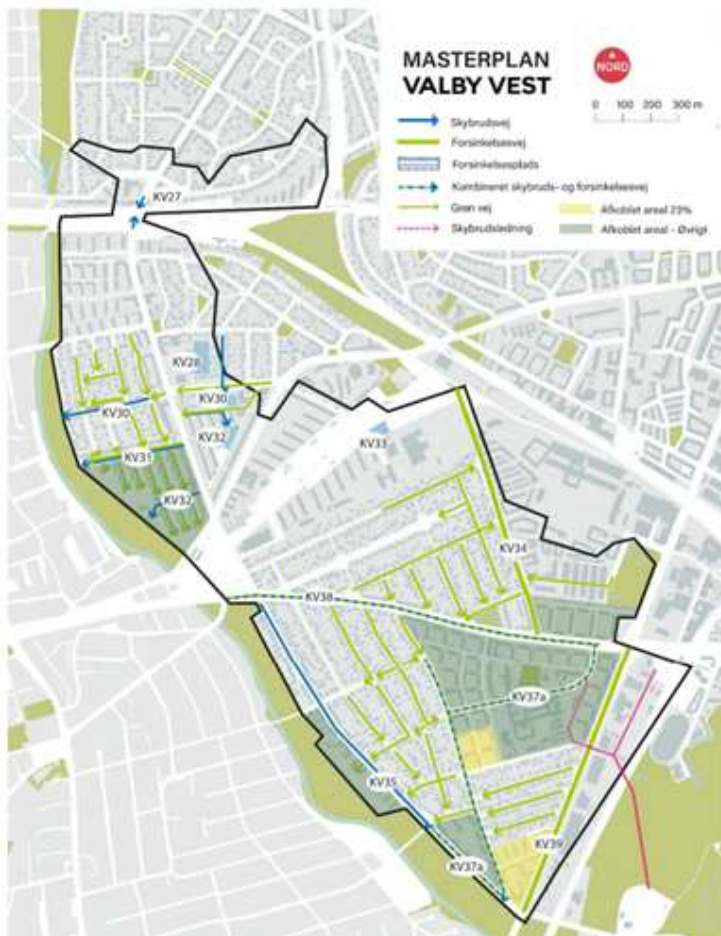 MASTERPLAN
VALBY VEST
NORD
0 100 200 300 m
Skybrudsvej
Forsinkelsesvej
Forsinkelsesplads
Kombineret skybruds- og forsinkelsesvej
Grøn vej
Skybrudsledning
Afkoblet areal 23%
Afkoblet areal - Øvrigt
KV27
KV28
KV30
KV30
KV32
KV33
KV31
KV32
KV34
KV38
KV37a
KV35
KV39
KV37a